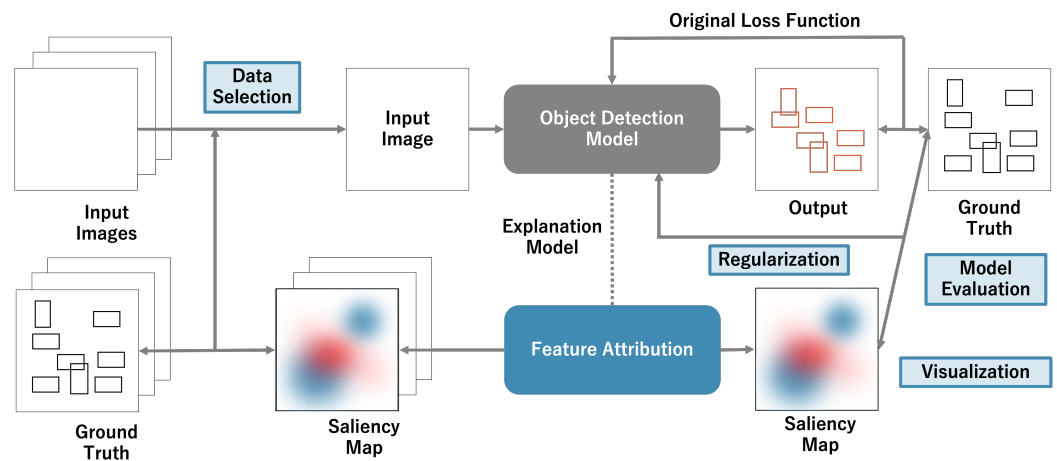 Original Loss Function
Data
Selection
Input
Image
Object Detection
Model
Input
Images
Output
Ground
Truth
Explanation
Model
Regularization
Model
Evaluation
Feature Attribution
Visualization
Ground
Truth
Saliency
Map
Saliency
Map